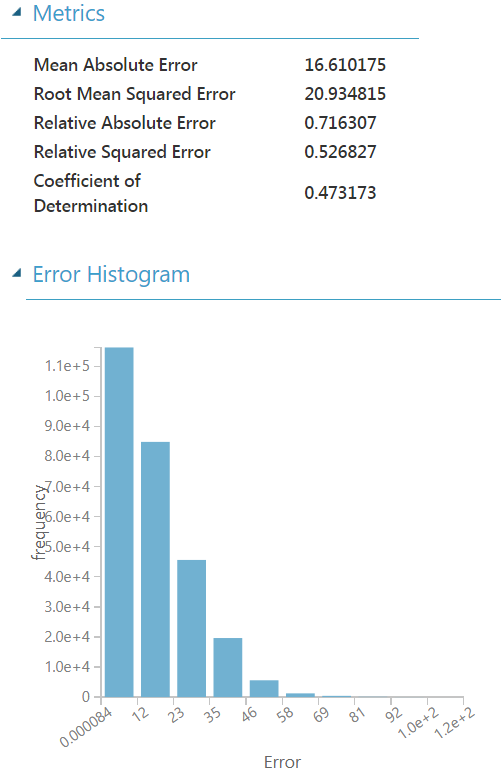 Metrics
Mean Absolute Error 16.610175
Root Mean Squared Error 20.934815
Relative Absolute Error 0.716307
Relative Squared Error 0.526827
Coefficient of
Determination 0.473173
Error Histogram
frequency
1.1e+5
1.0e+5
9.0e+4
8.0e+4
7.0e+4
6.0e+4
5.0e+4
4.0e+4
3.0e+4
2.0e+4
1.0e+4
0
0.000084 12 23 35 46 58 69 81 92 1.0e+2 1.2e+2
Error